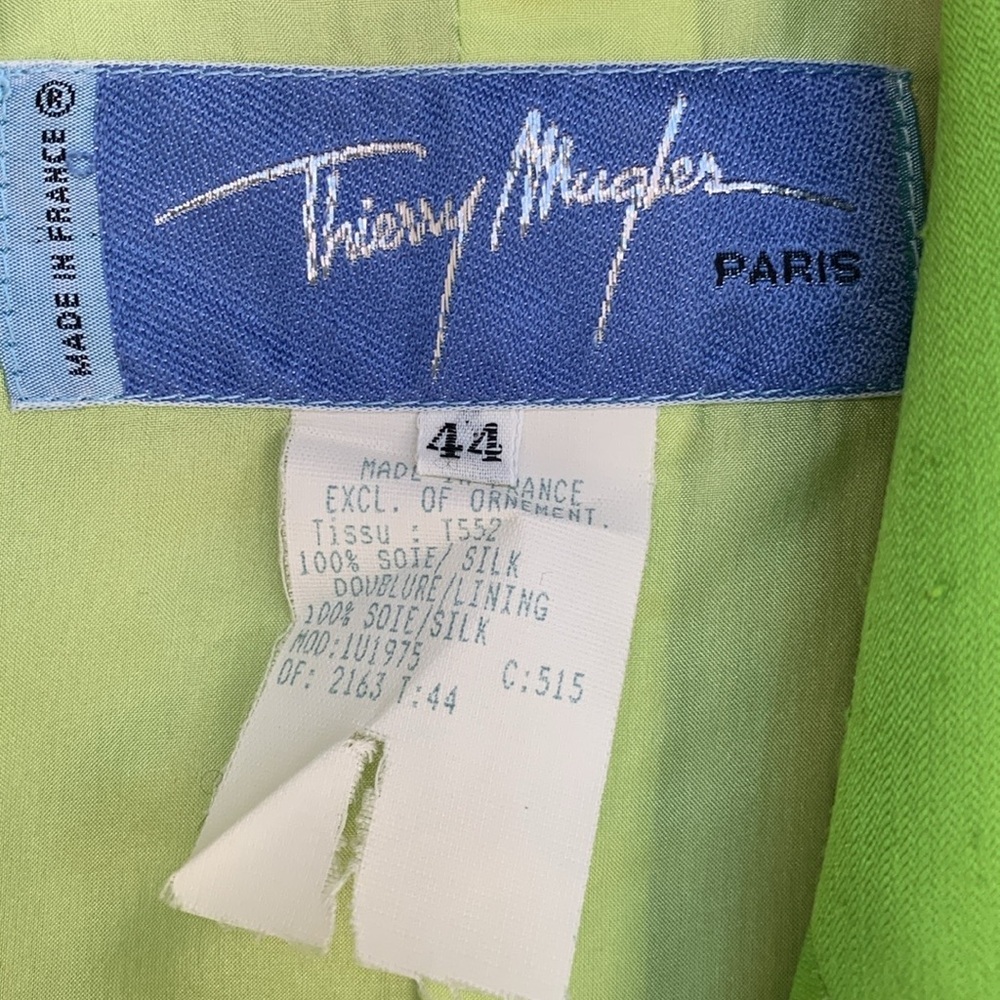 MADE IN FRANCE ®
Thierry Mugler
PARIS
44
MADE IN FRANCE
EXCL. OF ORNEMENT.
Tissu : T552
100% SOIE/ SILK
DOUBLURE/LINING
100% SOIE/SILK
MOD:1U1975
OF: 2163 T:44 C:515